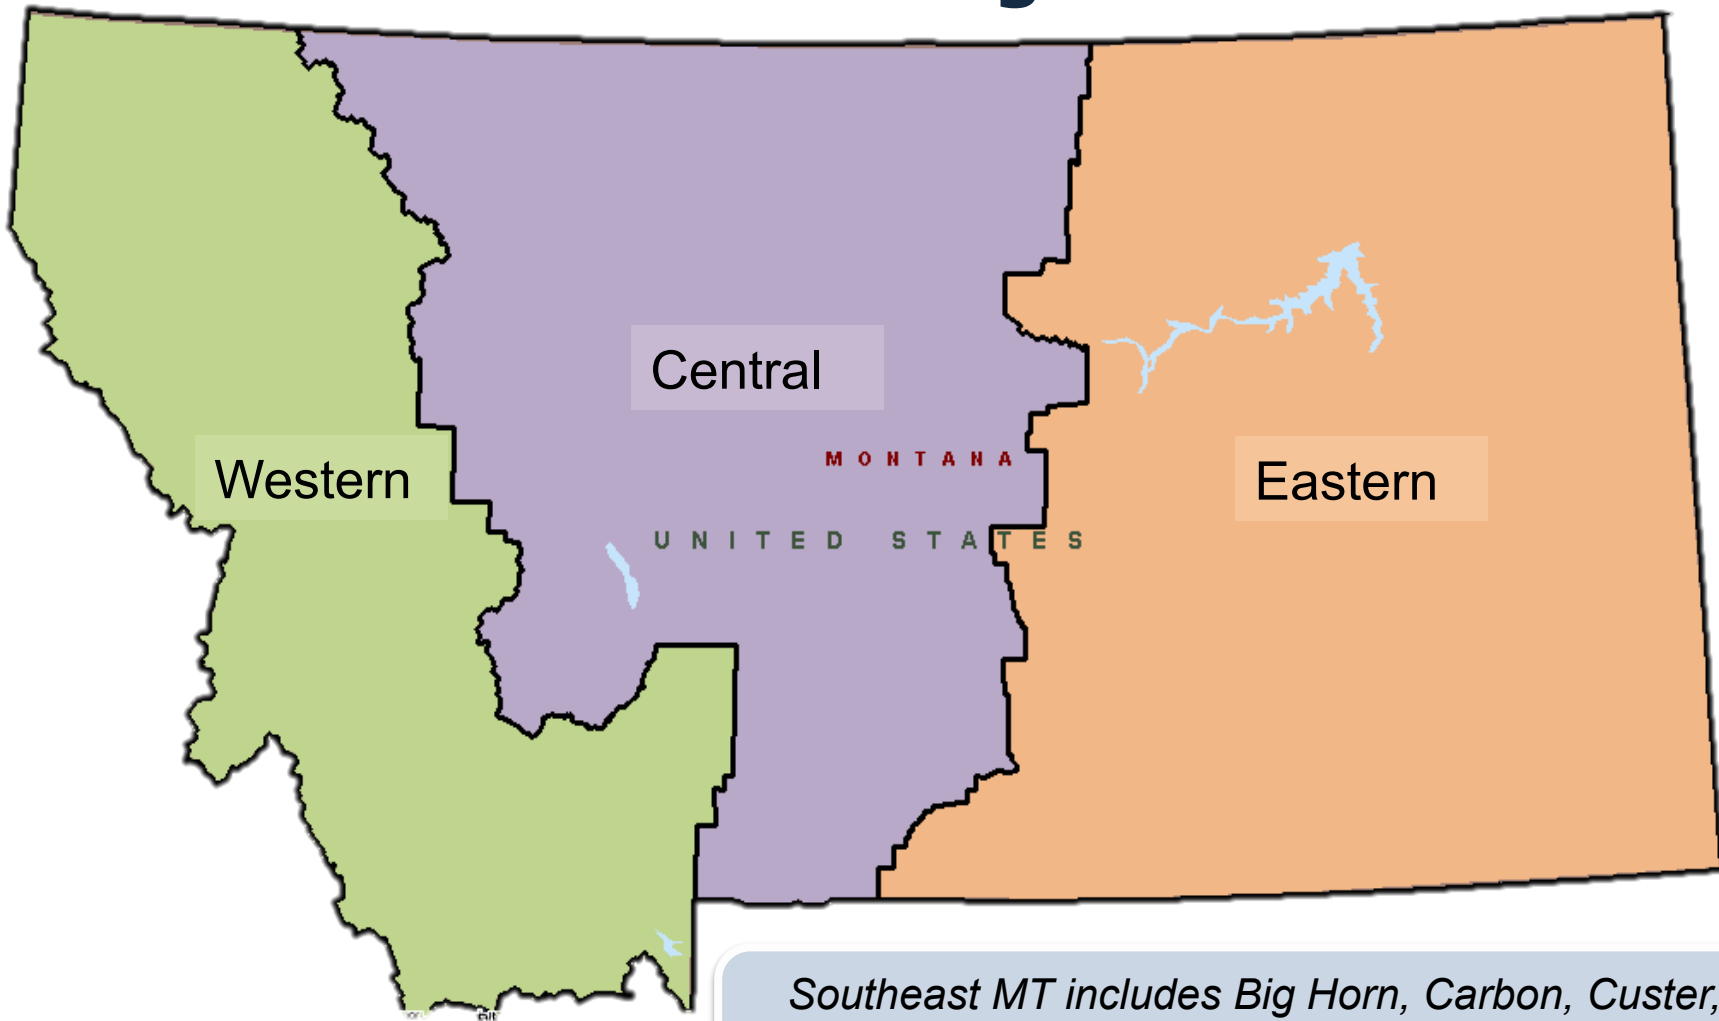 Central
MONTANA
Western
Eastern
UNITED STATES
Southeast MT includes Big Horn, Carbon, Custer,